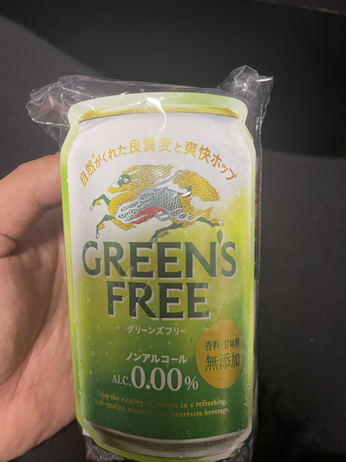 自然がくれた良質麦と爽快ホップ
GREEN'S
FREE
グリーンズフリー
香料・甘味料
無添加
ノンアルコール
ALC.0.00%
Enjoy the vitality of nature in a refreshing,
high-quality, alcohol-free beertaste beverage.